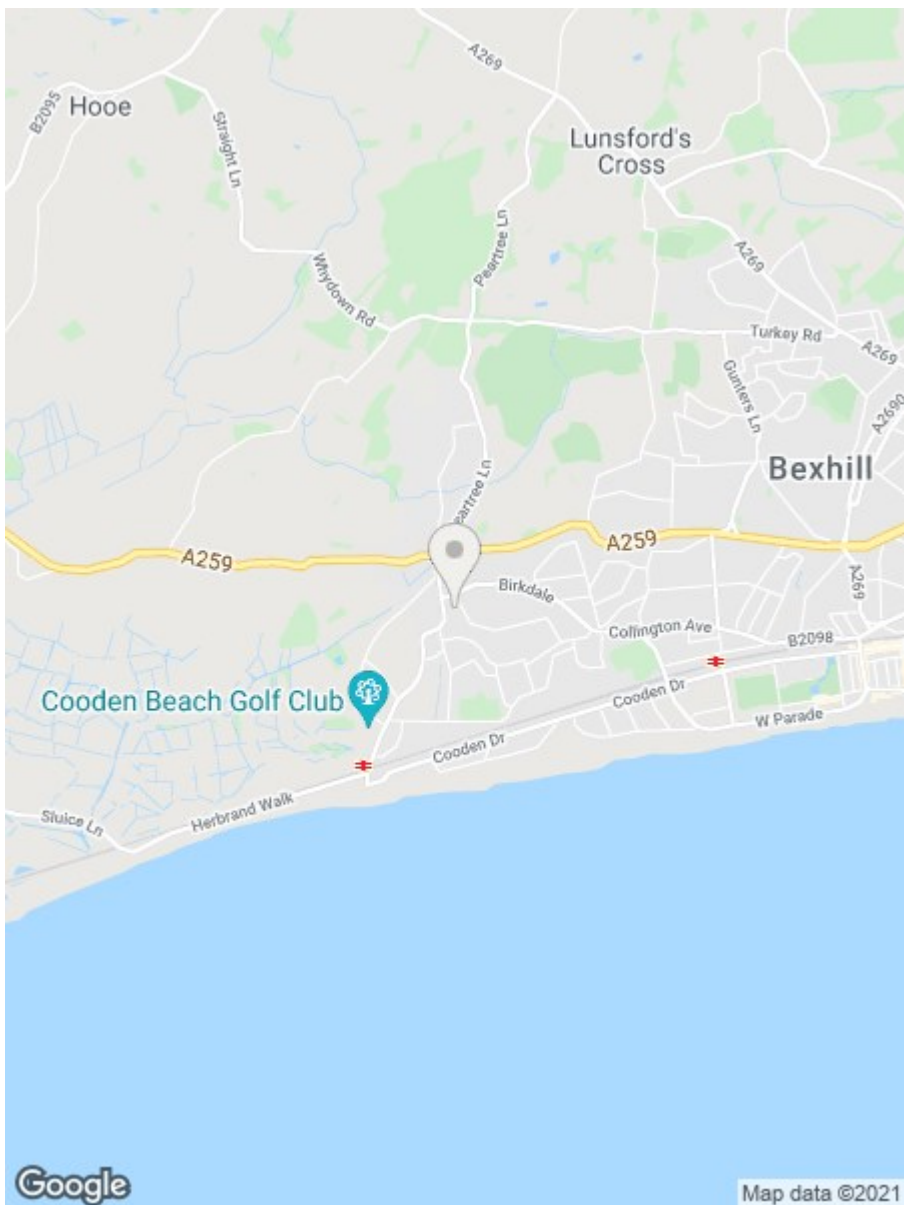 A269
B2095
Hooe
Straight Ln
Lunsford's
Cross
Peartree Ln
A269
Whydown Rd
Turkey Rd
A269
Gunters Ln
A2690
Bexhill
eartree Ln
A259
A259
Birkdale
A269
Collington Ave
B2098
Cooden Beach Golf Club
Cooden Dr
W Parade
Cooden Dr
Herbrand Walk
Sluice Ln
Google
Map data ©2021